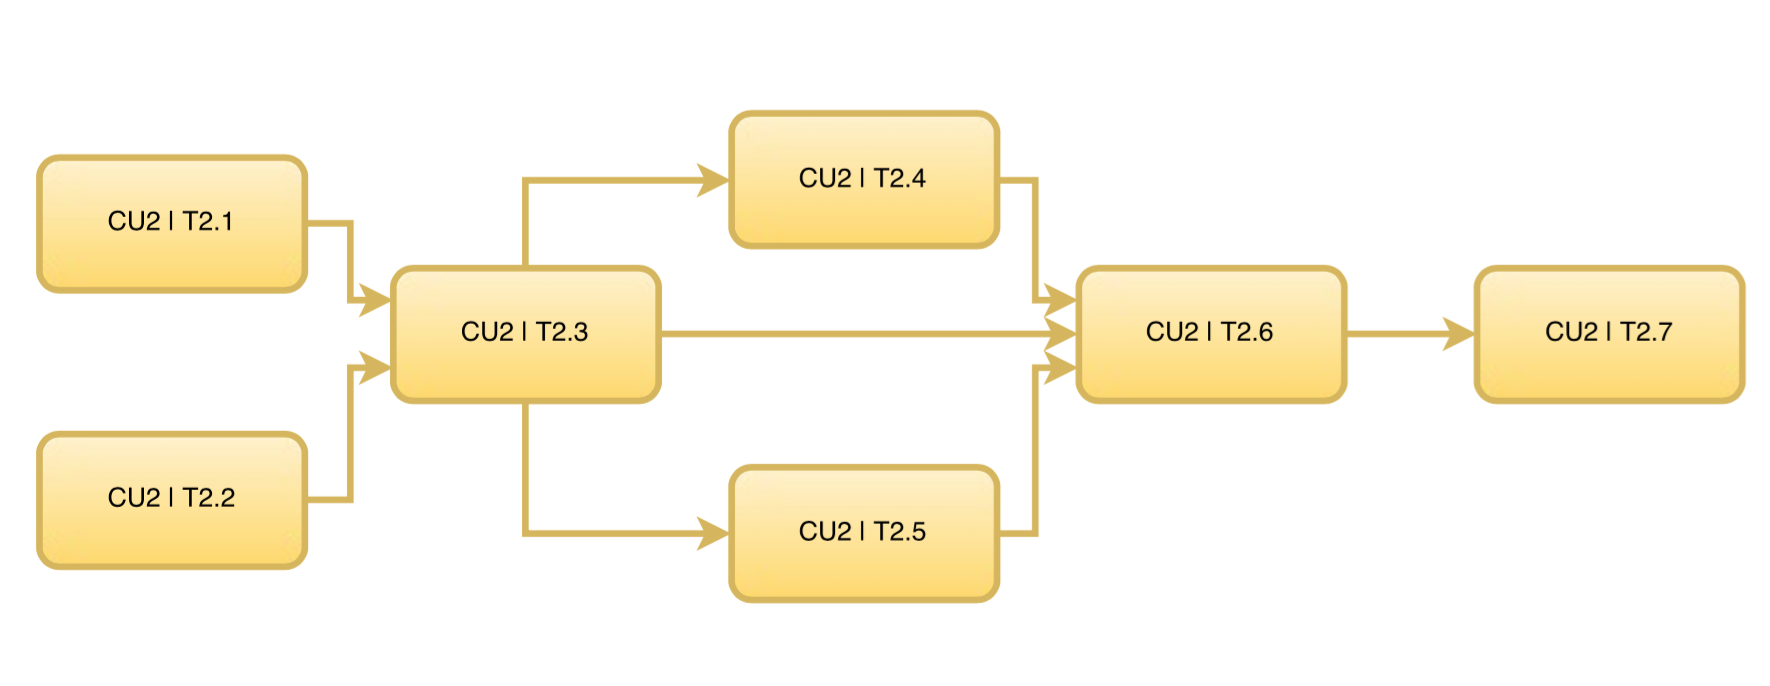 CU2 | T2.1
CU2 | T2.2
CU2 | T2.3
CU2 | T2.4
CU2 | T2.5
CU2 | T2.6
CU2 | T2.7